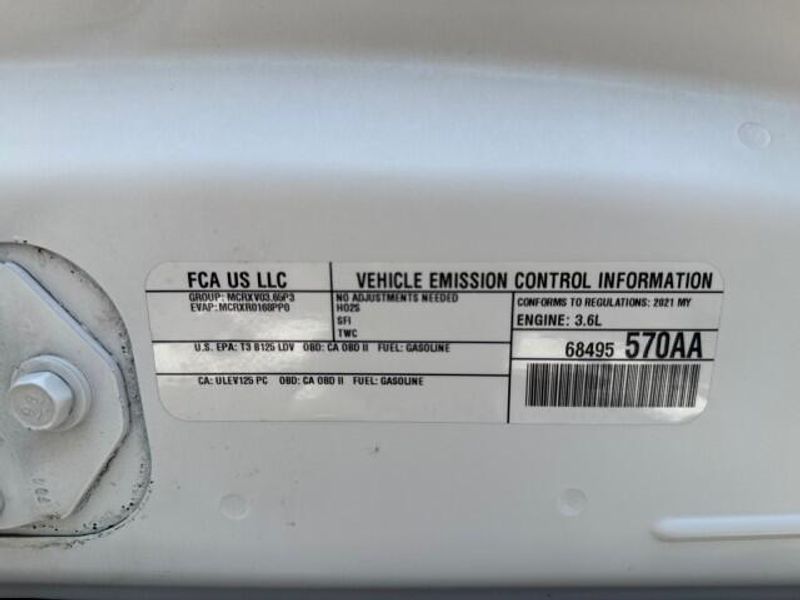 FCA US LLC
VEHICLE EMISSION CONTROL INFORMATION
GROUP: MCRXV03.65P3
EVAP: MCRXR0168PP0
NO ADJUSTMENTS NEEDED
HO2S
SFI
TWC
CONFORMS TO REGULATIONS: 2021 MY
ENGINE: 3.6L
U.S. EPA: T3 B125 LDV OBD: CA OBD II FUEL: GASOLINE
CA: ULEV125 PC OBD: CA OBD II FUEL: GASOLINE
68495 570AA